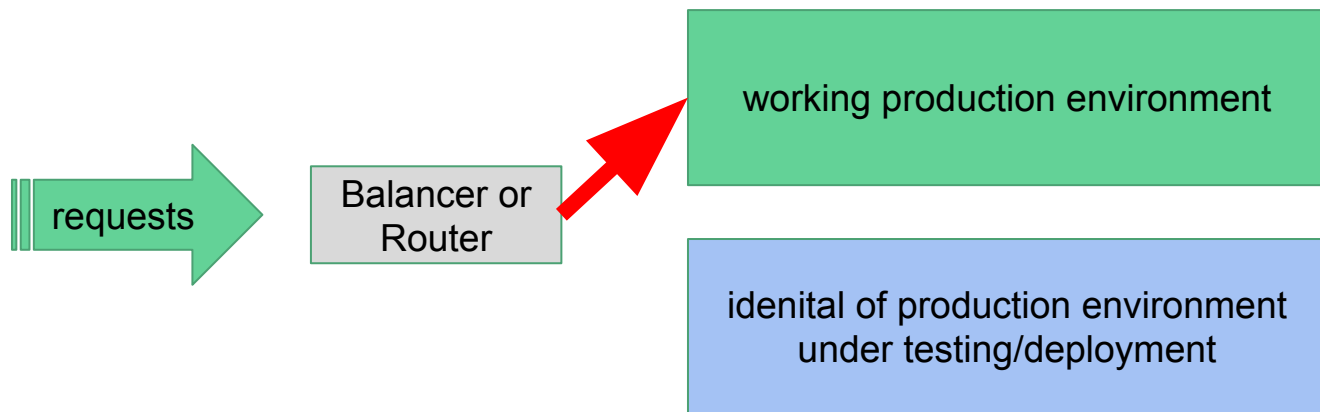 working production environment
requests
Balancer or
Router
idenital of production environment
under testing/deployment